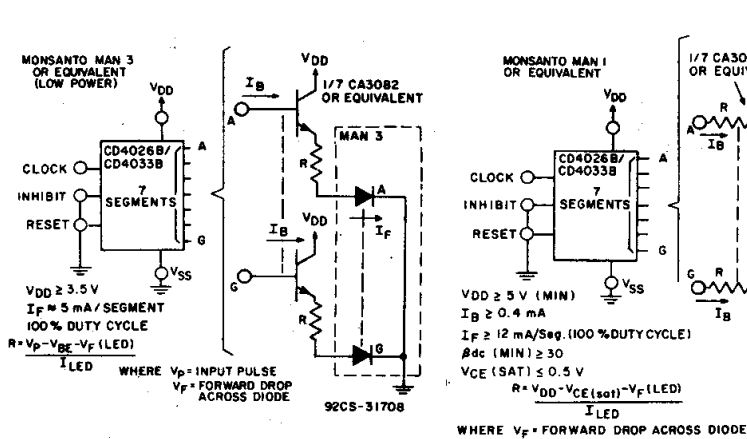 MONSANTO MAN 3
OR EQUIVALENT
(LOW POWER)
VDD
CD4026B/
CD4033B
7
SEGMENTS
A
G
CLOCK
INHIBIT
RESET
VSS
VDD ≥ 3.5 V
IF ≈ 5 mA/SEGMENT
100% DUTY CYCLE
R = VP-VBE-VF (LED)
ILED
IB
VDD
1/7 CA3082
OR EQUIVALENT
A
R
MAN 3
A
IF
VDD
IB
G
R
G
WHERE VP = INPUT PULSE
VF = FORWARD DROP
ACROSS DIODE
92CS-31708
MONSANTO MAN 1
OR EQUIVALENT
VDD
CD4026B/
CD4033B
7
SEGMENTS
A
G
CLOCK
INHIBIT
RESET
VSS
VDD ≥ 5 V (MIN)
IB ≥ 0.4 mA
IF ≥ 12 mA/Seg. (100% DUTY CYCLE)
βdc (MIN) ≥ 30
VCE (SAT) ≤ 0.5 V
R = VDD-VCE(sat)-VF (LED)
ILED
WHERE VF = FORWARD DROP ACROSS DIODE
1/7 CA30
OR EQUI
R
A
IB
G
R
IB